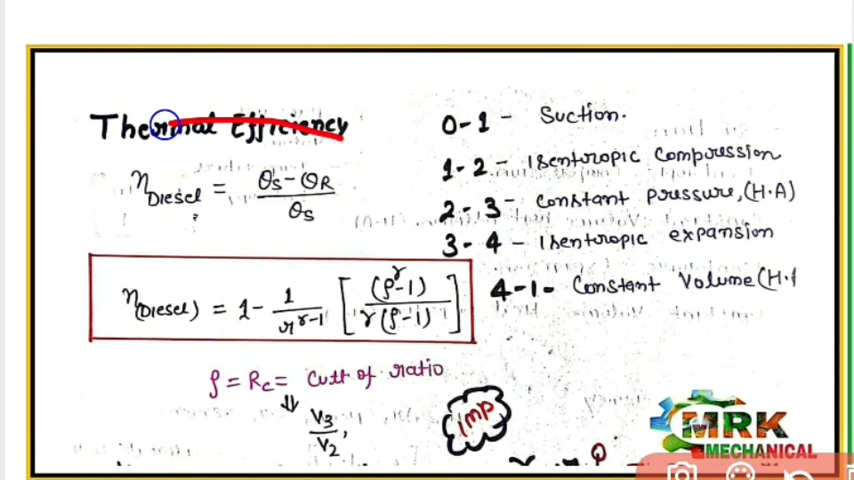 Thermal Efficiency
η Diesel = (QS - QR) / QS
η(Diesel) = 1 - 1/r^(γ-1) [ (ρ^γ - 1) / γ(ρ - 1) ]
ρ = Rc = Cutt of ratio
⇓
V3/V2,
0-1 - Suction.
1-2 - Isentropic Compression
2-3 - Constant Pressure, (H.A)
3-4 - Isentropic expansion
4-1 - Constant Volume (H.
IMP
MRK
MECHANICAL